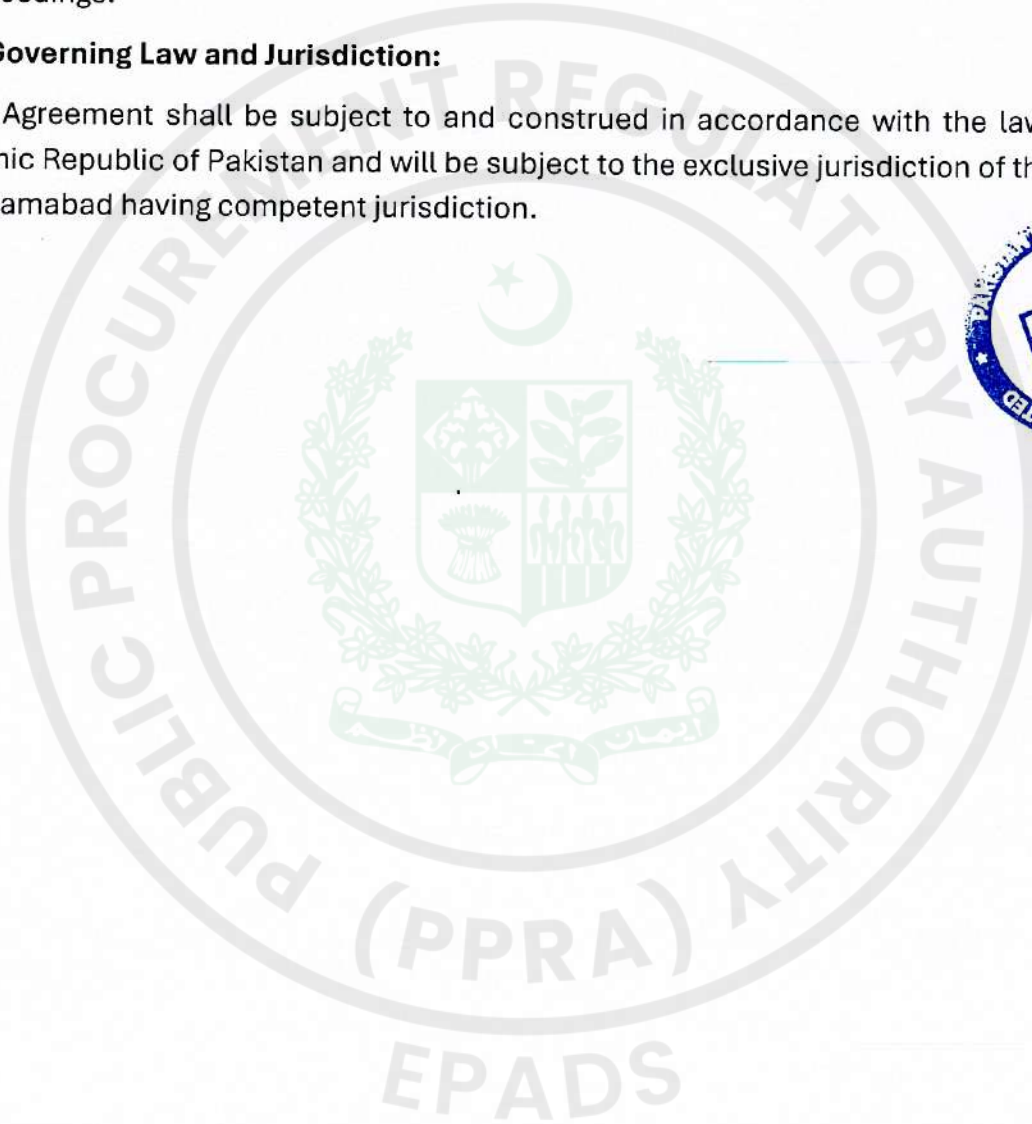 Governing Law and Jurisdiction:
Agreement shall be subject to and construed in accordance with the law
nic Republic of Pakistan and will be subject to the exclusive jurisdiction of th
amabad having competent jurisdiction.
PUBLIC PROCUREMENT REGULATORY AUTHORITY
(PPRA)
EPADS